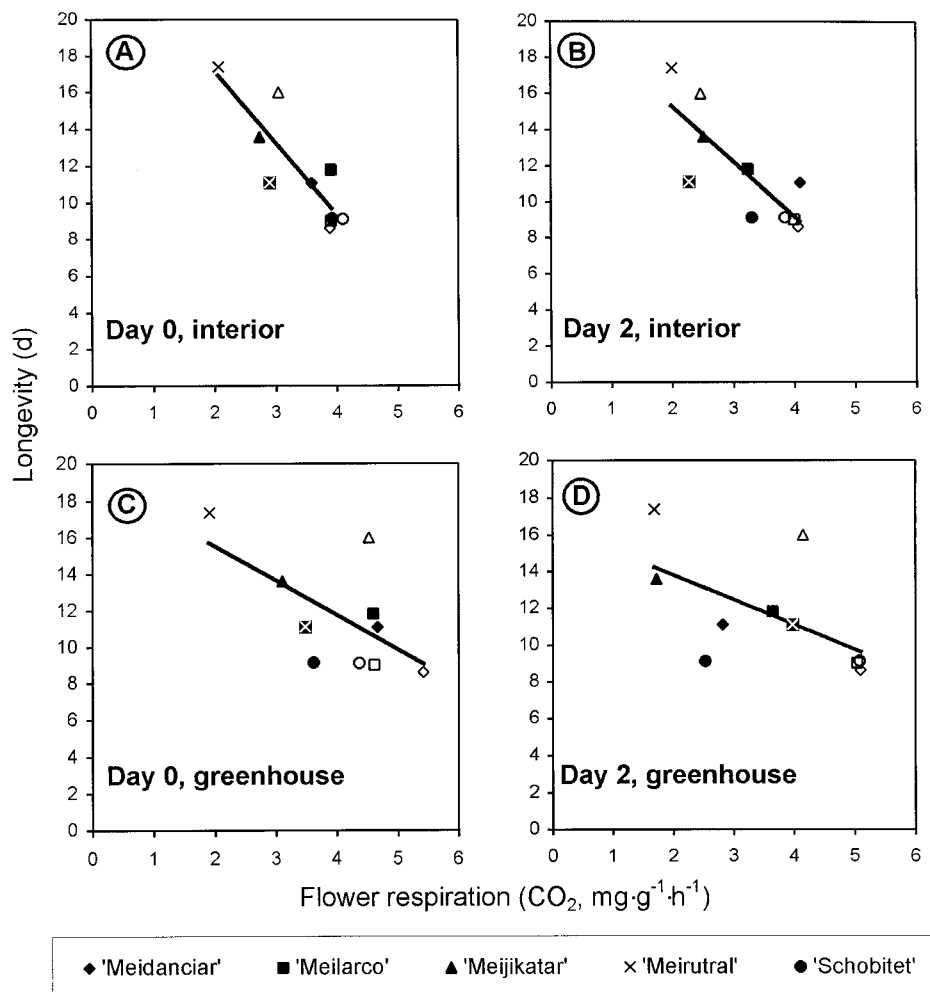 20
18
16
14
12
10
8
6
4
2
0
A
Day 0, interior
0 1 2 3 4 5 6
20
18
16
14
12
10
8
6
4
2
0
B
Day 2, interior
0 1 2 3 4 5 6
Longevity (d)
20
18
16
14
12
10
8
6
4
2
0
C
Day 0, greenhouse
0 1 2 3 4 5 6
20
18
16
14
12
10
8
6
4
2
0
D
Day 2, greenhouse
0 1 2 3 4 5 6
Flower respiration (CO₂, mg·g⁻¹·h⁻¹)
'Meidanciar' 'Meilarco' 'Meijikatar' 'Meirutral' 'Schobitet'